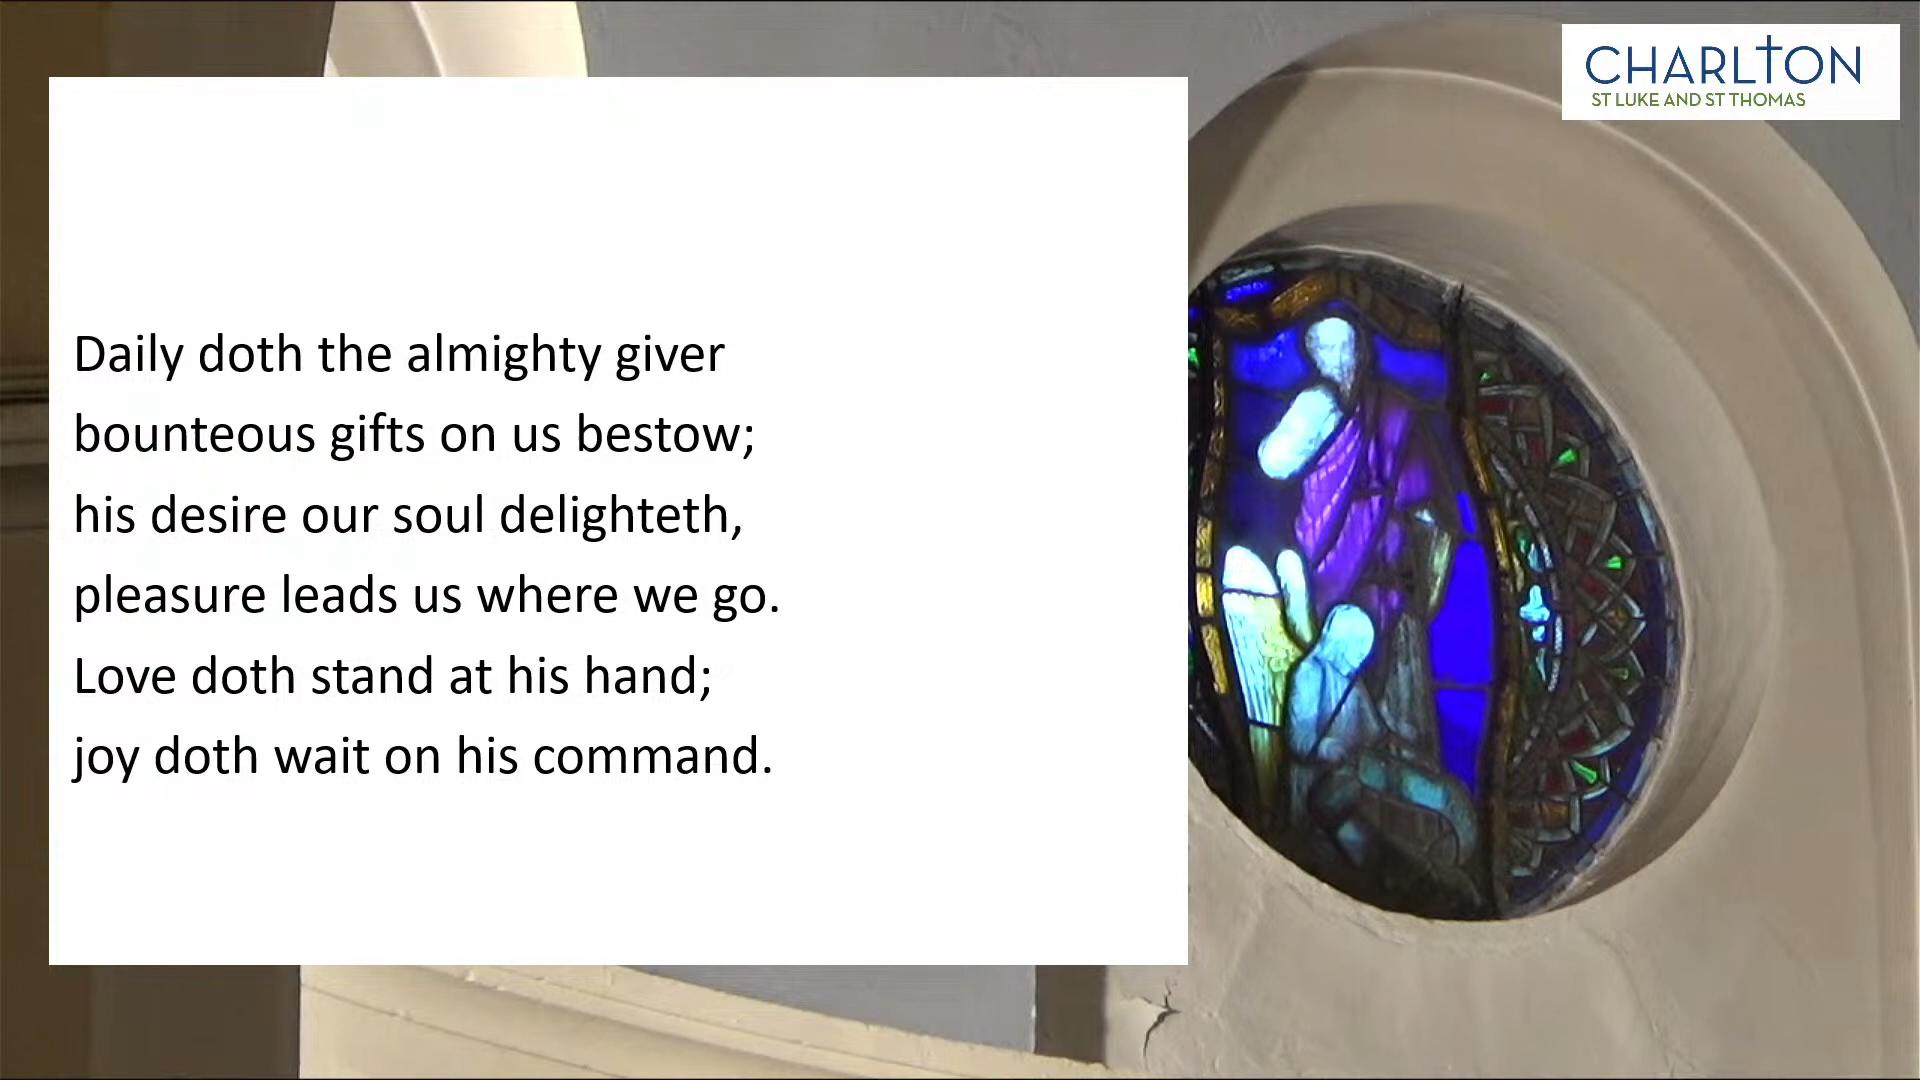 CHARLTON
ST LUKE AND ST THOMAS
Daily doth the almighty giver
bounteous gifts on us bestow;
his desire our soul delighteth,
pleasure leads us where we go.
Love doth stand at his hand;
joy doth wait on his command.